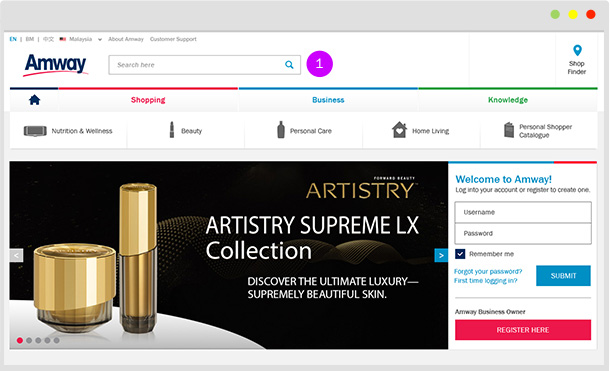 EN | BM | 中文 Malaysia About Amway Customer Support
Amway
Search here
1
Shop
Finder
Shopping
Business
Knowledge
Nutrition & Wellness
Beauty
Personal Care
Home Living
Personal Shopper
Catalogue
FORWARD BEAUTY
ARTISTRY
ARTISTRY SUPREME LX
Collection
DISCOVER THE ULTIMATE LUXURY—
SUPREMELY BEAUTIFUL SKIN.
<
>
Welcome to Amway!
Log into your account or register to create one.
Username
Password
Remember me
Forgot your password?
First time logging in?
SUBMIT
Amway Business Owner
REGISTER HERE